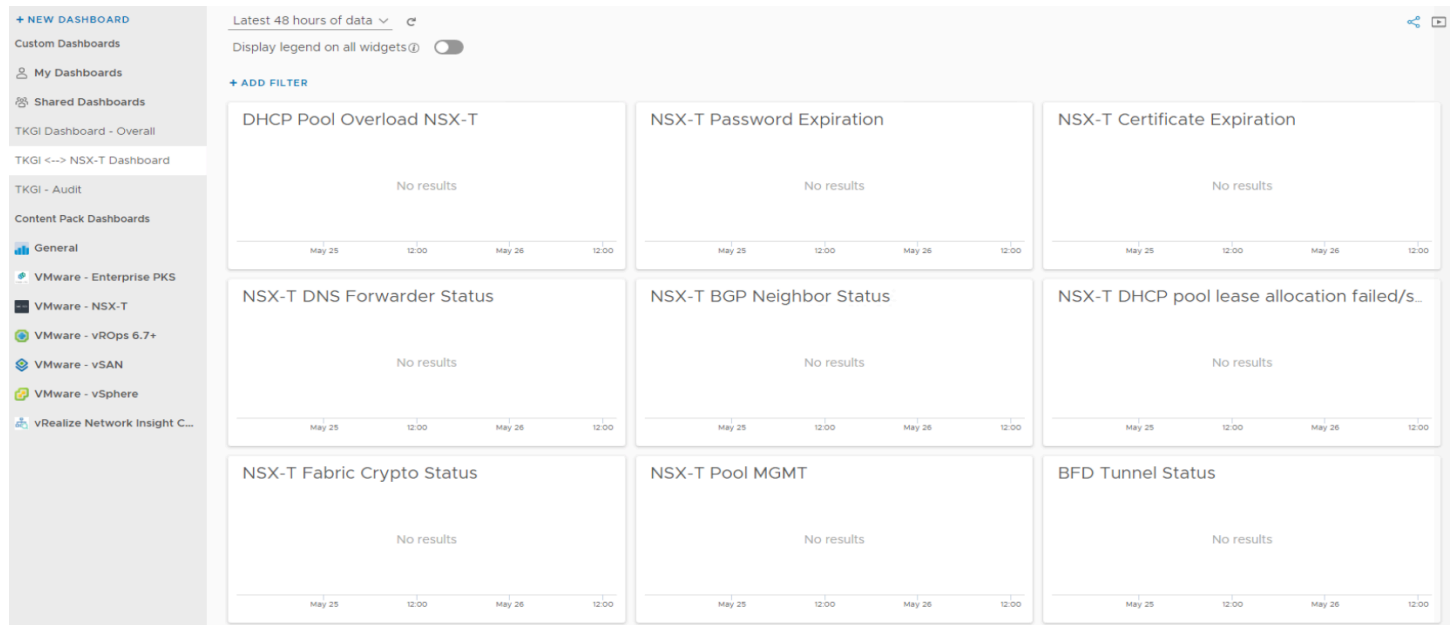 + NEW DASHBOARD
Custom Dashboards
My Dashboards
Shared Dashboards
TKGI Dashboard - Overall
TKGI <--> NSX-T Dashboard
TKGI - Audit
Content Pack Dashboards
General
VMware - Enterprise PKS
VMware - NSX-T
VMware - vROps 6.7+
VMware - vSAN
VMware - vSphere
vRealize Network Insight C...
Latest 48 hours of data
Display legend on all widgets
+ ADD FILTER
DHCP Pool Overload NSX-T
No results
May 25 12:00 May 26 12:00
NSX-T Password Expiration
No results
May 25 12:00 May 26 12:00
NSX-T Certificate Expiration
No results
May 25 12:00 May 26 12:00
NSX-T DNS Forwarder Status
No results
May 25 12:00 May 26 12:00
NSX-T BGP Neighbor Status
No results
May 25 12:00 May 26 12:00
NSX-T DHCP pool lease allocation failed/s...
No results
May 25 12:00 May 26 12:00
NSX-T Fabric Crypto Status
No results
May 25 12:00 May 26 12:00
NSX-T Pool MGMT
No results
May 25 12:00 May 26 12:00
BFD Tunnel Status
No results
May 25 12:00 May 26 12:00